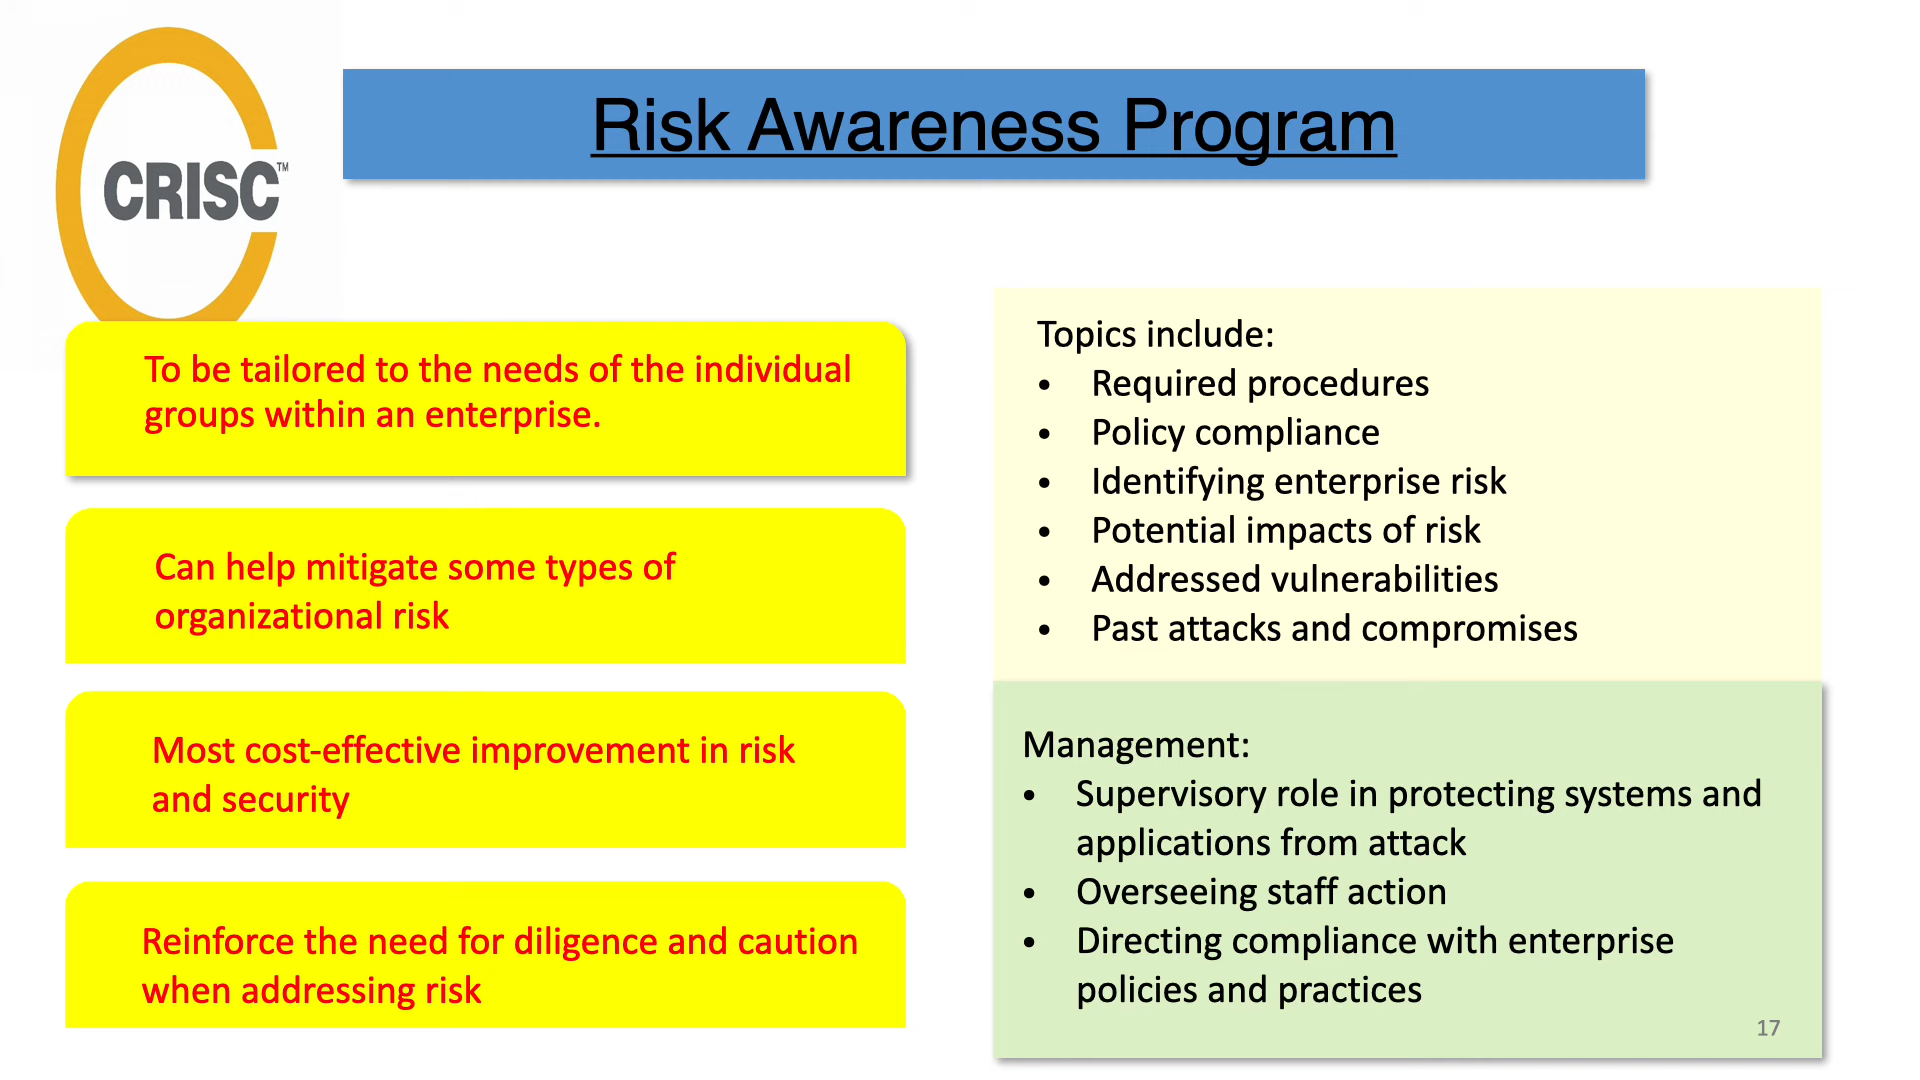 CRISC™
Risk Awareness Program
To be tailored to the needs of the individual
groups within an enterprise.
Can help mitigate some types of
organizational risk
Most cost-effective improvement in risk
and security
Reinforce the need for diligence and caution
when addressing risk
Topics include:
• Required procedures
• Policy compliance
• Identifying enterprise risk
• Potential impacts of risk
• Addressed vulnerabilities
• Past attacks and compromises
Management:
• Supervisory role in protecting systems and
applications from attack
• Overseeing staff action
• Directing compliance with enterprise
policies and practices
17